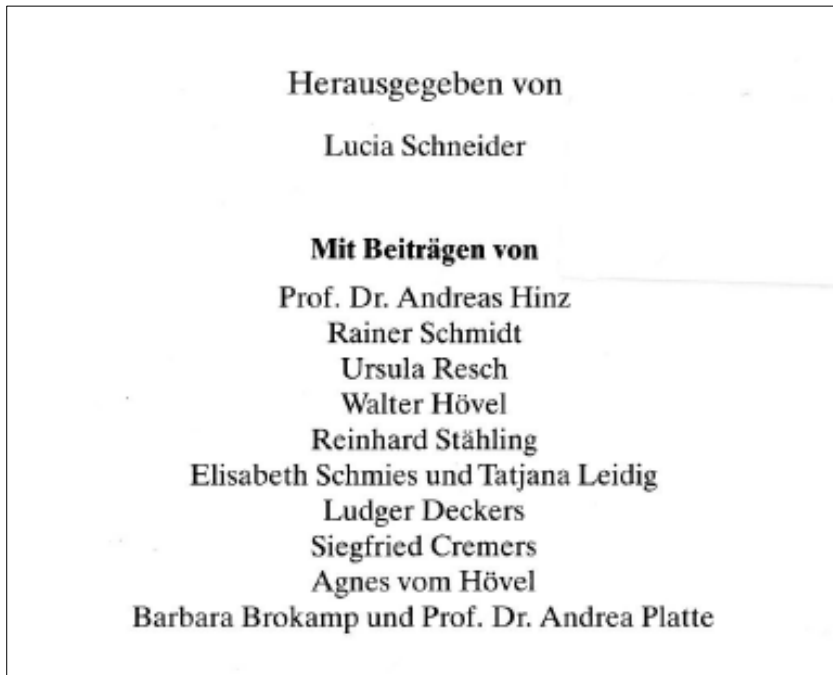 Herausgegeben von
Lucia Schneider
Mit Beiträgen von
Prof. Dr. Andreas Hinz
Rainer Schmidt
Ursula Resch
Walter Hövel
Reinhard Stähling
Elisabeth Schmies und Tatjana Leidig
Ludger Deckers
Siegfried Cremers
Agnes vom Hövel
Barbara Brokamp und Prof. Dr. Andrea Platte